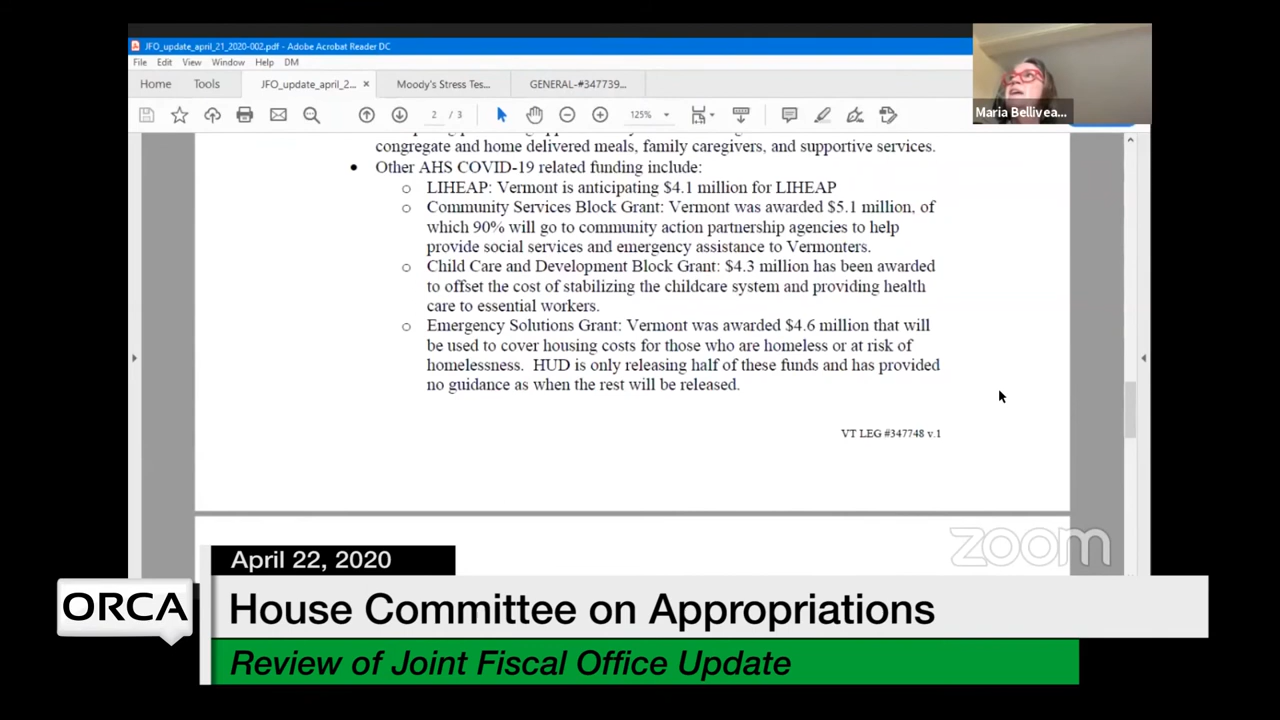 JFO_update_april_21_2020-002.pdf - Adobe Acrobat Reader DC
File Edit View Window Help DM
Home Tools JFO_update_april_2... × Moody's Stress Tes... GENERAL-#347739...
2 / 3 125%
Maria Bellivea...
congregate and home delivered meals, family caregivers, and supportive services.
• Other AHS COVID-19 related funding include:
o LIHEAP: Vermont is anticipating $4.1 million for LIHEAP
o Community Services Block Grant: Vermont was awarded $5.1 million, of
which 90% will go to community action partnership agencies to help
provide social services and emergency assistance to Vermonters.
o Child Care and Development Block Grant: $4.3 million has been awarded
to offset the cost of stabilizing the childcare system and providing health
care to essential workers.
o Emergency Solutions Grant: Vermont was awarded $4.6 million that will
be used to cover housing costs for those who are homeless or at risk of
homelessness. HUD is only releasing half of these funds and has provided
no guidance as when the rest will be released.
VT LEG #347748 v.1
zoom
April 22, 2020
ORCA
House Committee on Appropriations
Review of Joint Fiscal Office Update